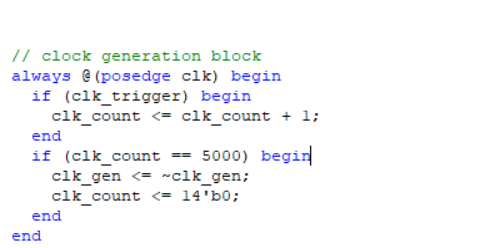 // clock generation block
always @(posedge clk) begin
if (clk_trigger) begin
clk_count <= clk_count + 1;
end
if (clk_count == 5000) begin
clk_gen <= ~clk_gen;
clk_count <= 14'b0;
end
end